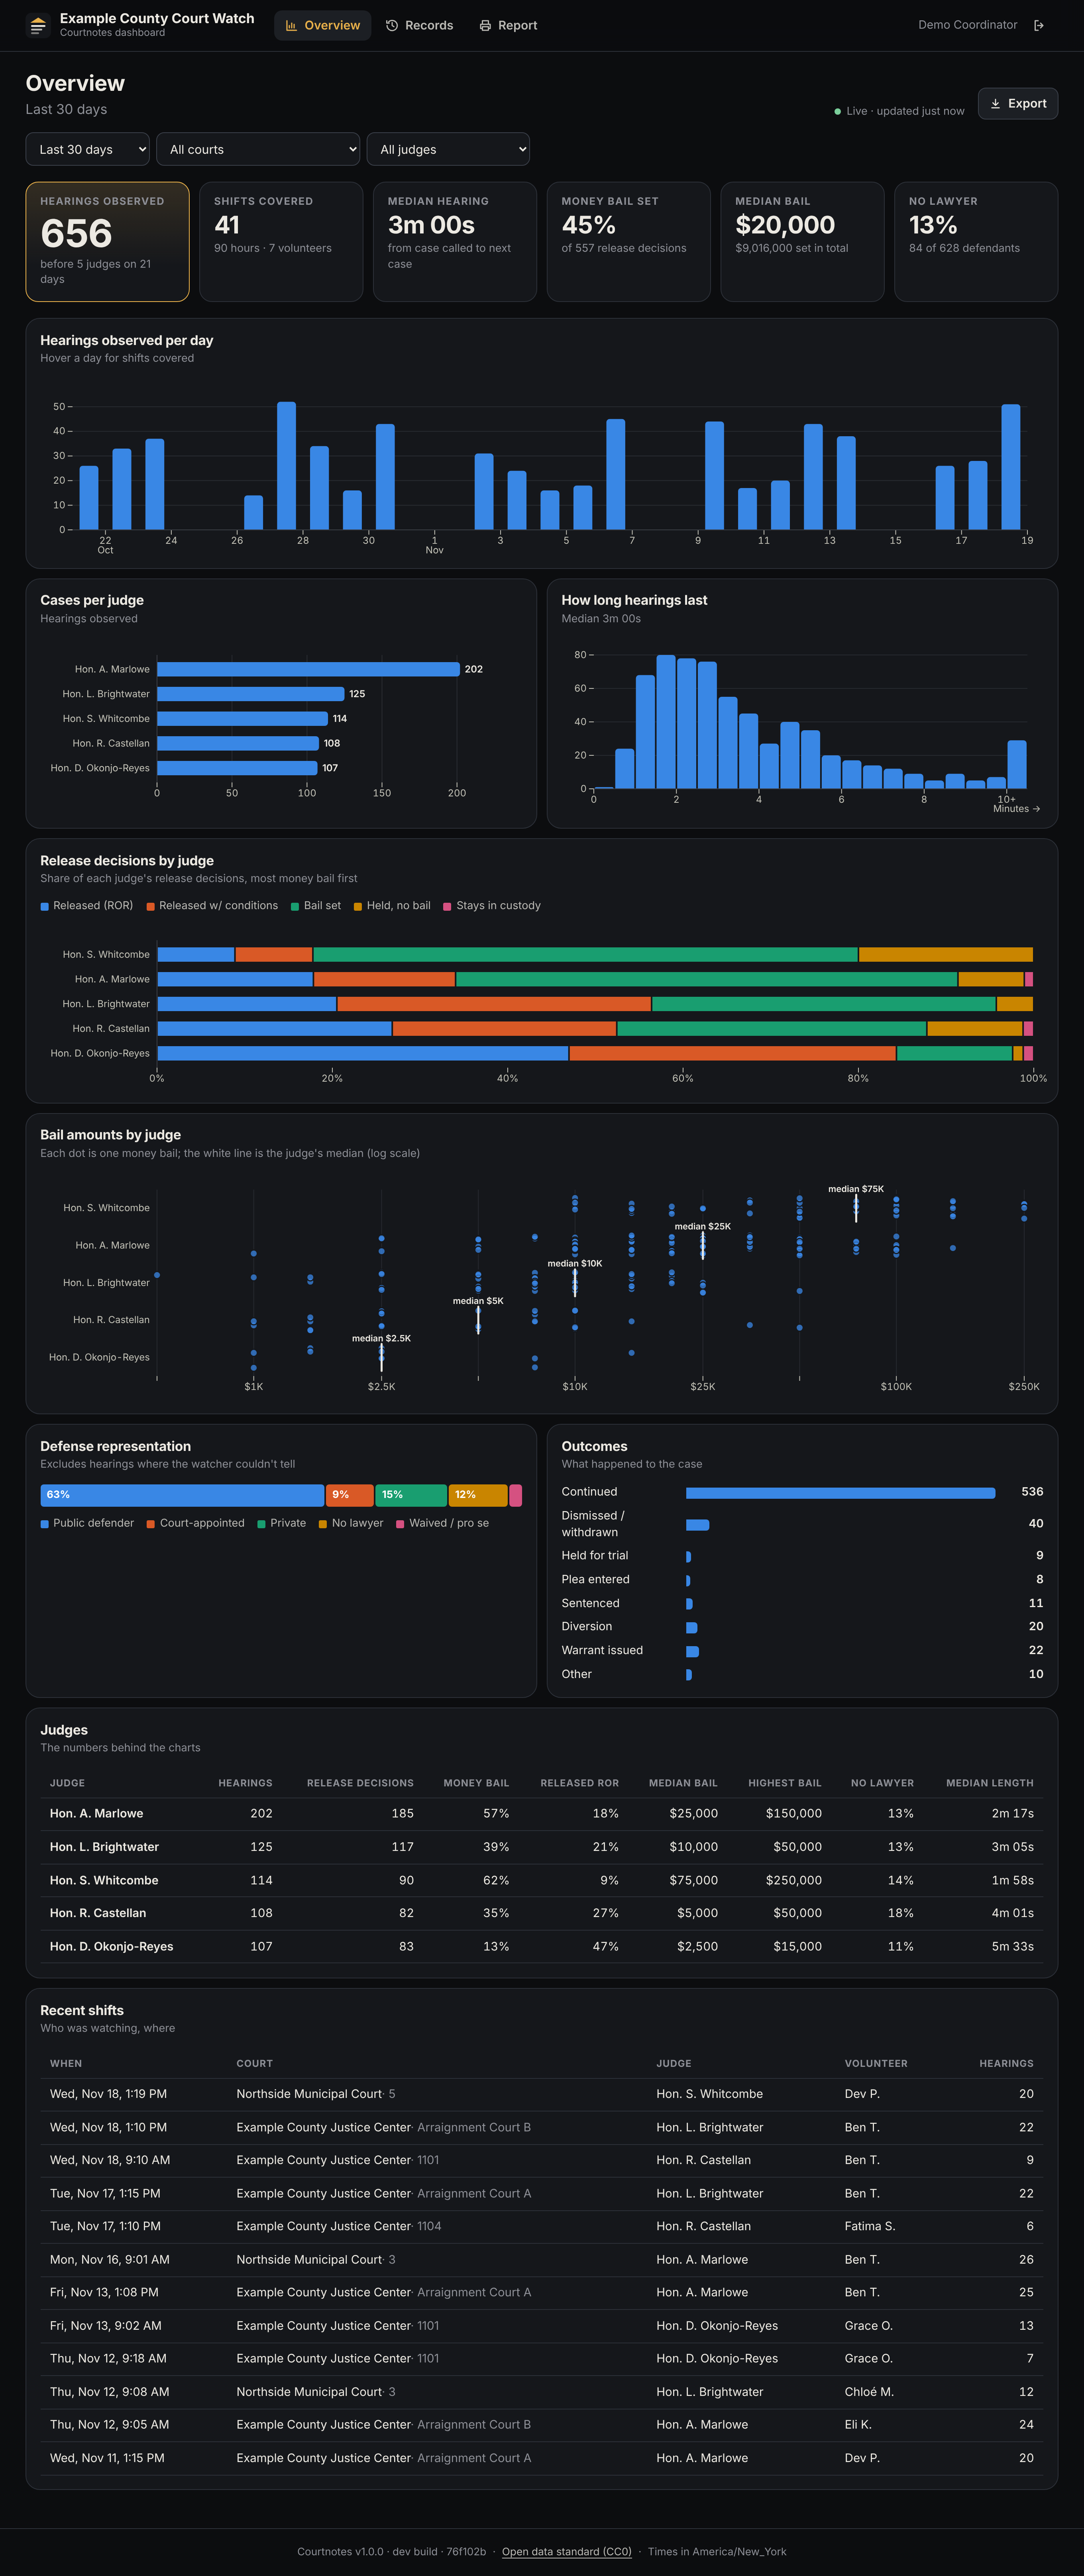 Example County Court Watch
Courtnotes dashboard
Overview
Records
Report
Demo Coordinator
Overview
Last 30 days
Live · updated just now
Export
Last 30 days
All courts
All judges
HEARINGS OBSERVED
656
before 5 judges on 21
days
SHIFTS COVERED
41
90 hours · 7 volunteers
MEDIAN HEARING
3m 00s
from case called to next
case
MONEY BAIL SET
45%
of 557 release decisions
MEDIAN BAIL
$20,000
$9,016,000 set in total
NO LAWYER
13%
84 of 628 defendants
Hearings observed per day
Hover a day for shifts covered
50
40
30
20
10
0
22 24 26 28 30 1 3 5 7 9 11 13 15 17 19
Oct Nov
Cases per judge
Hearings observed
Hon. A. Marlowe 202
Hon. L. Brightwater 125
Hon. S. Whitcombe 114
Hon. R. Castellan 108
Hon. D. Okonjo-Reyes 107
0 50 100 150 200
How long hearings last
Median 3m 00s
80
60
40
20
0
0 2 4 6 8 10+
Minutes →
Release decisions by judge
Share of each judge's release decisions, most money bail first
Released (ROR) Released w/ conditions Bail set Held, no bail Stays in custody
Hon. S. Whitcombe
Hon. A. Marlowe
Hon. L. Brightwater
Hon. R. Castellan
Hon. D. Okonjo-Reyes
0% 20% 40% 60% 80% 100%
Bail amounts by judge
Each dot is one money bail; the white line is the judge's median (log scale)
median $75K
Hon. S. Whitcombe
median $25K
Hon. A. Marlowe
median $10K
Hon. L. Brightwater
median $5K
Hon. R. Castellan
median $2.5K
Hon. D. Okonjo-Reyes
$1K $2.5K $10K $25K $100K $250K
Defense representation
Excludes hearings where the watcher couldn't tell
63% 9% 15% 12%
Public defender Court-appointed Private No lawyer Waived / pro se
Outcomes
What happened to the case
Continued 536
Dismissed /
withdrawn 40
Held for trial 9
Plea entered 8
Sentenced 11
Diversion 20
Warrant issued 22
Other 10
Judges
The numbers behind the charts
JUDGE HEARINGS RELEASE DECISIONS MONEY BAIL RELEASED ROR MEDIAN BAIL HIGHEST BAIL NO LAWYER MEDIAN LENGTH
Hon. A. Marlowe 202 185 57% 18% $25,000 $150,000 13% 2m 17s
Hon. L. Brightwater 125 117 39% 21% $10,000 $50,000 13% 3m 05s
Hon. S. Whitcombe 114 90 62% 9% $75,000 $250,000 14% 1m 58s
Hon. R. Castellan 108 82 35% 27% $5,000 $50,000 18% 4m 01s
Hon. D. Okonjo-Reyes 107 83 13% 47% $2,500 $15,000 11% 5m 33s
Recent shifts
Who was watching, where
WHEN COURT JUDGE VOLUNTEER HEARINGS
Wed, Nov 18, 1:19 PM Northside Municipal Court· 5 Hon. S. Whitcombe Dev P. 20
Wed, Nov 18, 1:10 PM Example County Justice Center· Arraignment Court B Hon. L. Brightwater Ben T. 22
Wed, Nov 18, 9:10 AM Example County Justice Center· 1101 Hon. R. Castellan Ben T. 9
Tue, Nov 17, 1:15 PM Example County Justice Center· Arraignment Court A Hon. L. Brightwater Ben T. 22
Tue, Nov 17, 1:10 PM Example County Justice Center· 1104 Hon. R. Castellan Fatima S. 6
Mon, Nov 16, 9:01 AM Northside Municipal Court· 3 Hon. A. Marlowe Ben T. 26
Fri, Nov 13, 1:08 PM Example County Justice Center· Arraignment Court A Hon. A. Marlowe Ben T. 25
Fri, Nov 13, 9:02 AM Example County Justice Center· 1101 Hon. D. Okonjo-Reyes Grace O. 13
Thu, Nov 12, 9:18 AM Example County Justice Center· 1101 Hon. D. Okonjo-Reyes Grace O. 7
Thu, Nov 12, 9:08 AM Northside Municipal Court· 3 Hon. L. Brightwater Chloé M. 12
Thu, Nov 12, 9:05 AM Example County Justice Center· Arraignment Court B Hon. A. Marlowe Eli K. 24
Wed, Nov 11, 1:15 PM Example County Justice Center· Arraignment Court A Hon. A. Marlowe Dev P. 20
Courtnotes v1.0.0 · dev build · 76f102b · Open data standard (CC0) · Times in America/New_York